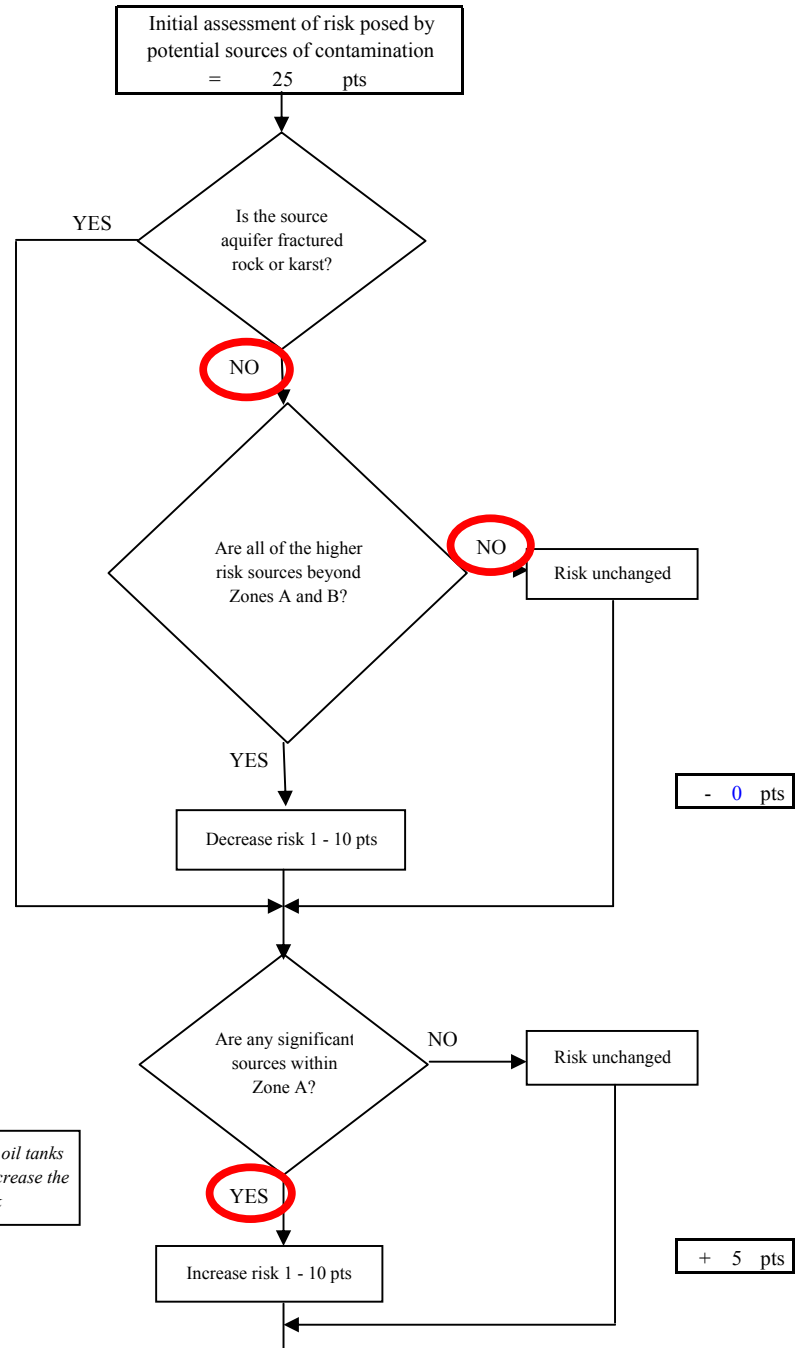 Initial assessment of risk posed by
potential sources of contamination
= 25 pts
YES
Is the source
aquifer fractured
rock or karst?
NO
Are all of the higher
risk sources beyond
Zones A and B?
NO
Risk unchanged
YES
- 0 pts
Decrease risk 1 - 10 pts
Are any significant
sources within
Zone A?
NO
Risk unchanged
oil tanks
crease the
YES
+ 5 pts
Increase risk 1 - 10 pts